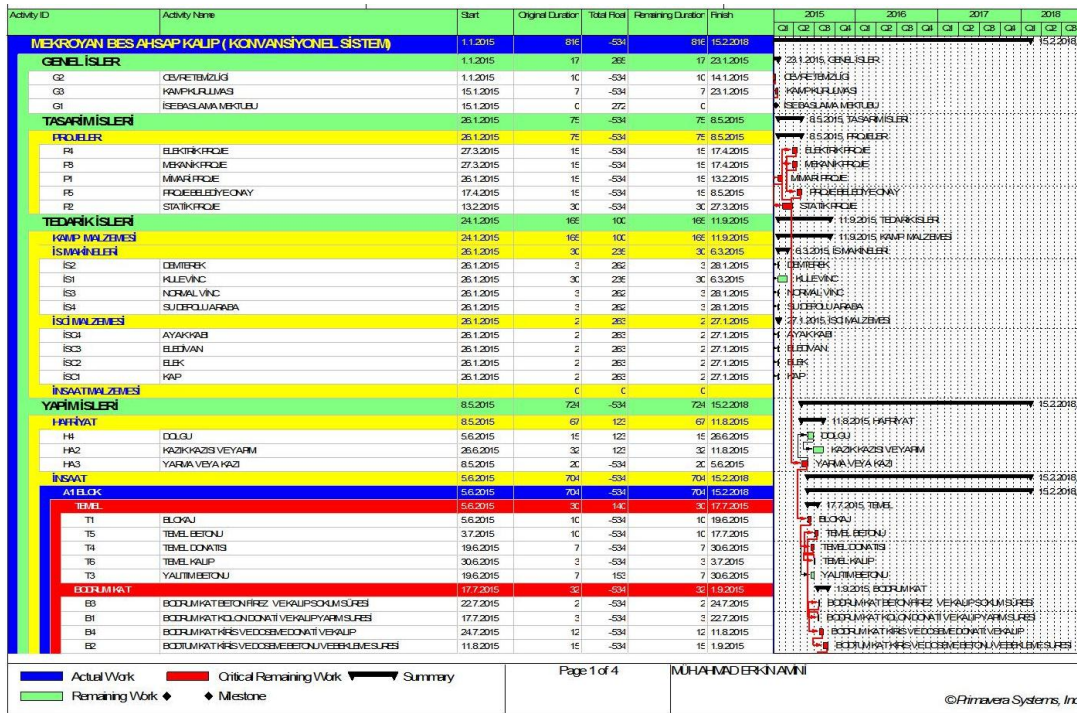 Activity ID Activity Name Start Original Duration Total Float Remaining Duration Finish 2015 2016 2017 2018
Q1 Q2 Q3 Q4 Q1 Q2 Q3 Q4 Q1 Q2 Q3 Q4 Q1 Q2 Q3
MEKROYAN BES AHSAP KALIP ( KONVANSİYONEL SİSTEM) 1.1.2015 816 -534 816 15.2.2018 15.2.2018,
GENEL İSLER 1.1.2015 17 265 17 23.1.2015 23.1.2015, GENEL İSLER
G2 CEVRE TEMİZLİGİ 1.1.2015 10 -534 10 14.1.2015 CEVRE TEMİZLİGİ
G3 KAMP KURULMASI 15.1.2015 7 -534 7 23.1.2015 KAMP KURULMASI
G1 İSE BASLAMA MEKTUBU 15.1.2015 0 272 0 İSE BASLAMA MEKTUBU
TASARIM İSLERİ 26.1.2015 75 -534 75 8.5.2015 8.5.2015, TASARIM İSLERİ
PROJELER 26.1.2015 75 -534 75 8.5.2015 8.5.2015, PROJELER
P4 ELEKTRİK PROJE 27.3.2015 15 -534 15 17.4.2015 ELEKTRİK PROJE
P3 MEKANİK PROJE 27.3.2015 15 -534 15 17.4.2015 MEKANİK PROJE
P1 MİMARİ PROJE 26.1.2015 15 -534 15 13.2.2015 MİMARİ PROJE
P5 PROJE BELEDİYE ONAY 17.4.2015 15 -534 15 8.5.2015 PROJE BELEDİYE ONAY
P2 STATİK PROJE 13.2.2015 30 -534 30 27.3.2015 STATİK PROJE
TEDARİK İSLERİ 24.1.2015 165 100 165 11.9.2015 11.9.2015, TEDARİK İSLERİ
KAMP MALZEMESİ 24.1.2015 165 100 165 11.9.2015 11.9.2015, KAMP MALZEMESİ
İS MAKİNELERİ 26.1.2015 30 235 30 6.3.2015 6.3.2015, İS MAKİNELERİ
İS2 DEMTEREK 26.1.2015 3 262 3 28.1.2015 DEMTEREK
İS1 KULE VİNC 26.1.2015 30 235 30 6.3.2015 KULE VİNC
İS3 NORMAL VİNC 26.1.2015 3 262 3 28.1.2015 NORMAL VİNC
İS4 SU DEPOLU ARABA 26.1.2015 3 262 3 28.1.2015 SU DEPOLU ARABA
İSCİ MALZEMESİ 26.1.2015 2 263 2 27.1.2015 27.1.2015, İSCİ MALZEMESİ
İSC4 AYAK KABI 26.1.2015 2 263 2 27.1.2015 AYAK KABI
İSC3 ELEDİVAN 26.1.2015 2 263 2 27.1.2015 ELEDİVAN
İSC2 ELEK 26.1.2015 2 263 2 27.1.2015 ELEK
İSC1 KAP 26.1.2015 2 263 2 27.1.2015 KAP
İNSAAT MALZEMESİ 0 0 0
YAPIM İSLERİ 8.5.2015 724 -534 724 15.2.2018 15.2.2018,
HAFRİYAT 8.5.2015 67 123 67 11.8.2015 11.8.2015, HAFRİYAT
H4 DOLGU 5.6.2015 15 123 15 26.6.2015 DOLGU
HA2 KAZIK KAZISI VE YAPIM 26.6.2015 32 123 32 11.8.2015 KAZIK KAZISI VE YAPIM
HA3 YARMA VEYA KAZI 8.5.2015 20 -534 20 5.6.2015 YARMA VEYA KAZI
İNSAAT 5.6.2015 704 -534 704 15.2.2018 15.2.2018,
A1 BLOK 5.6.2015 704 -534 704 15.2.2018 15.2.2018,
TEMEL 5.6.2015 30 140 30 17.7.2015 17.7.2015, TEMEL
T1 BLOKAJ 5.6.2015 10 -534 10 19.6.2015 BLOKAJ
T5 TEMEL BETONU 3.7.2015 10 -534 10 17.7.2015 TEMEL BETONU
T4 TEMEL DONATISI 19.6.2015 7 -534 7 30.6.2015 TEMEL DONATISI
T6 TEMEL KALIP 30.6.2015 3 -534 3 3.7.2015 TEMEL KALIP
T3 YALITIM BETONU 19.6.2015 7 153 7 30.6.2015 YALITIM BETONU
BODRUM KAT 17.7.2015 32 -534 32 1.9.2015 1.9.2015, BODRUM KAT
B3 BODRUM KAT BETON FİREZ VE KALIP SOKUM SÜRESİ 22.7.2015 2 -534 2 24.7.2015 BODRUM KAT BETON FİREZ VE KALIP SOKUM SÜRESİ
B1 BODRUM KAT KOLON DONATİ VE KALIP YAPIM SURESİ 17.7.2015 3 -534 3 22.7.2015 BODRUM KAT KOLON DONATİ VE KALIP YAPIM SURESİ
B4 BODRUM KAT KİRİS VE DOSEME DONATİ VE KALIP 24.7.2015 12 -534 12 11.8.2015 BODRUM KAT KİRİS VE DOSEME DONATİ VE KALIP
B2 BODTUM KAT KİRİS VE DOSEME BETONU VE BEKLEME SURESİ 11.8.2015 15 -534 15 1.9.2015 BODTUM KAT KİRİS VE DOSEME BETONU VE BEKLEME SURESİ
Actual Work Critical Remaining Work Summary Page 1 of 4 MUHAHMAD ERKIN AMINI
Remaining Work Milestone
©Primavera Systems, Inc